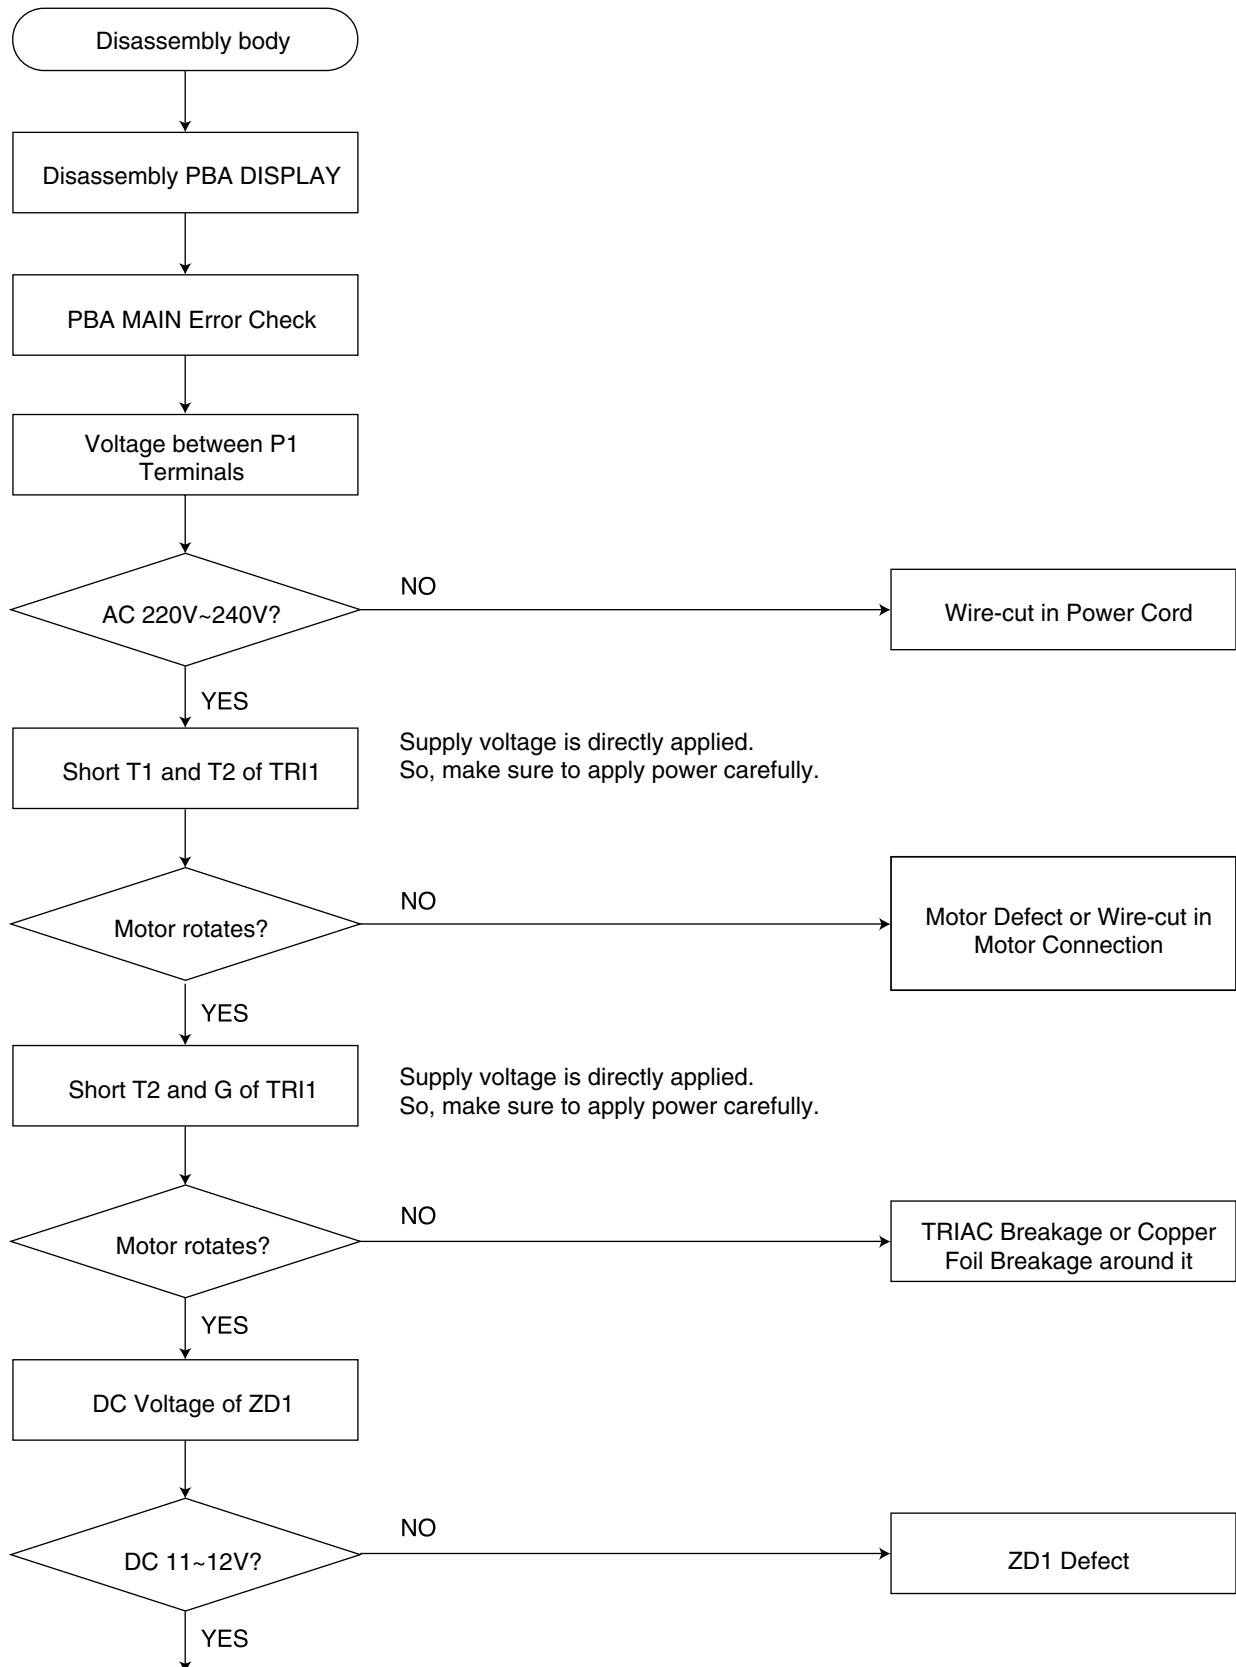 Disassembly body
Disassembly PBA DISPLAY
PBA MAIN Error Check
Voltage between P1
Terminals
AC 220V~240V?
NO
Wire-cut in Power Cord
YES
Short T1 and T2 of TRI1
Supply voltage is directly applied.
So, make sure to apply power carefully.
Motor rotates?
NO
Motor Defect or Wire-cut in
Motor Connection
YES
Short T2 and G of TRI1
Supply voltage is directly applied.
So, make sure to apply power carefully.
Motor rotates?
NO
TRIAC Breakage or Copper
Foil Breakage around it
YES
DC Voltage of ZD1
DC 11~12V?
NO
ZD1 Defect
YES